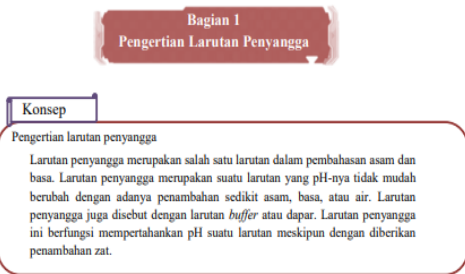 Bagian 1
Pengertian Larutan Penyangga
Konsep
Pengertian larutan penyangga
Larutan penyangga merupakan salah satu larutan dalam pembahasan asam dan
basa. Larutan penyangga merupakan suatu larutan yang pH-nya tidak mudah
berubah dengan adanya penambahan sedikit asam, basa, atau air. Larutan
penyangga juga disebut dengan larutan buffer atau dapar. Larutan penyangga
ini berfungsi mempertahankan pH suatu larutan meskipun dengan diberikan
penambahan zat.